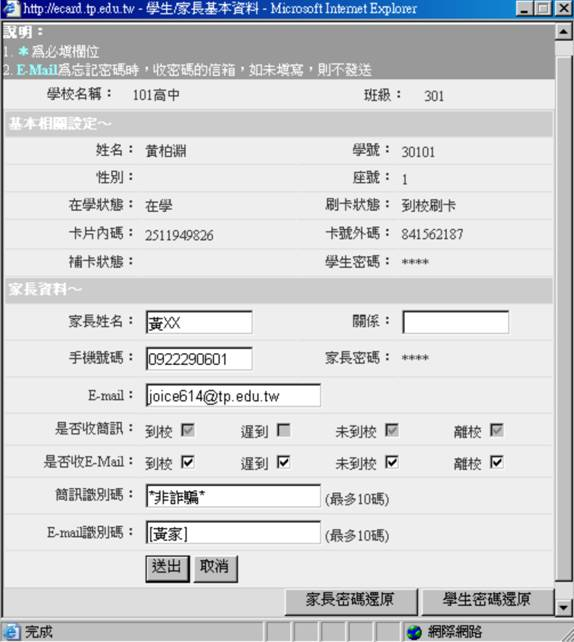 http://ecard.tp.edu.tw - 學生/家長基本資料 - Microsoft Internet Explorer
說明：
1. ＊為必填欄位
2. E-Mail為忘記密碼時，收密碼的信箱，如未填寫，則不發送
學校名稱： 101高中 班級： 301
基本相關設定～
姓名： 黃柏淵 學號： 30101
性別： 座號： 1
在學狀態： 在學 刷卡狀態： 到校刷卡
卡片內碼： 2511949826 卡號外碼： 841562187
補卡狀態： 學生密碼： ****
家長資料～
家長姓名： 黃XX 關係：
手機號碼： 0922290601 家長密碼： ****
E-mail： joice614@tp.edu.tw
是否收簡訊： 到校 遲到 未到校 離校
是否收E-Mail： 到校 遲到 未到校 離校
簡訊識別碼： *非詐騙* (最多10碼)
E-mail識別碼： [黃家] (最多10碼)
送出 取消
家長密碼還原 學生密碼還原
完成 網際網路